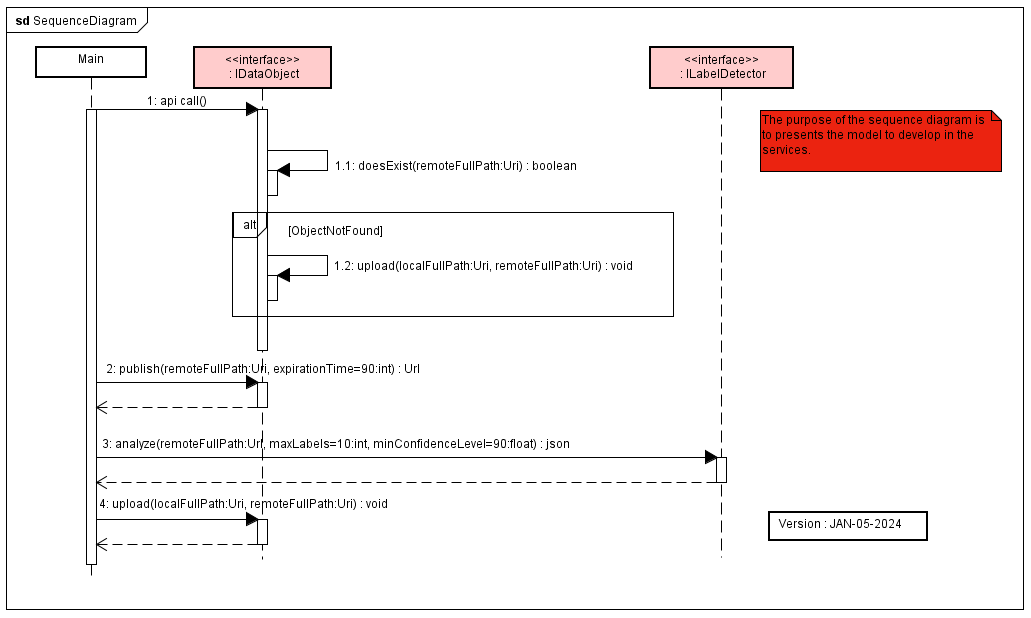 sd SequenceDiagram
Main
<<interface>>
: IDataObject
<<interface>>
: ILabelDetector
1: api call()
The purpose of the sequence diagram is
to presents the model to develop in the
services.
1.1: doesExist(remoteFullPath:Uri) : boolean
alt
[ObjectNotFound]
1.2: upload(localFullPath:Uri, remoteFullPath:Uri) : void
2: publish(remoteFullPath:Uri, expirationTime=90:int) : Url
3: analyze(remoteFullPath:Url, maxLabels=10:int, minConfidenceLevel=90:float) : json
4: upload(localFullPath:Uri, remoteFullPath:Uri) : void
Version : JAN-05-2024